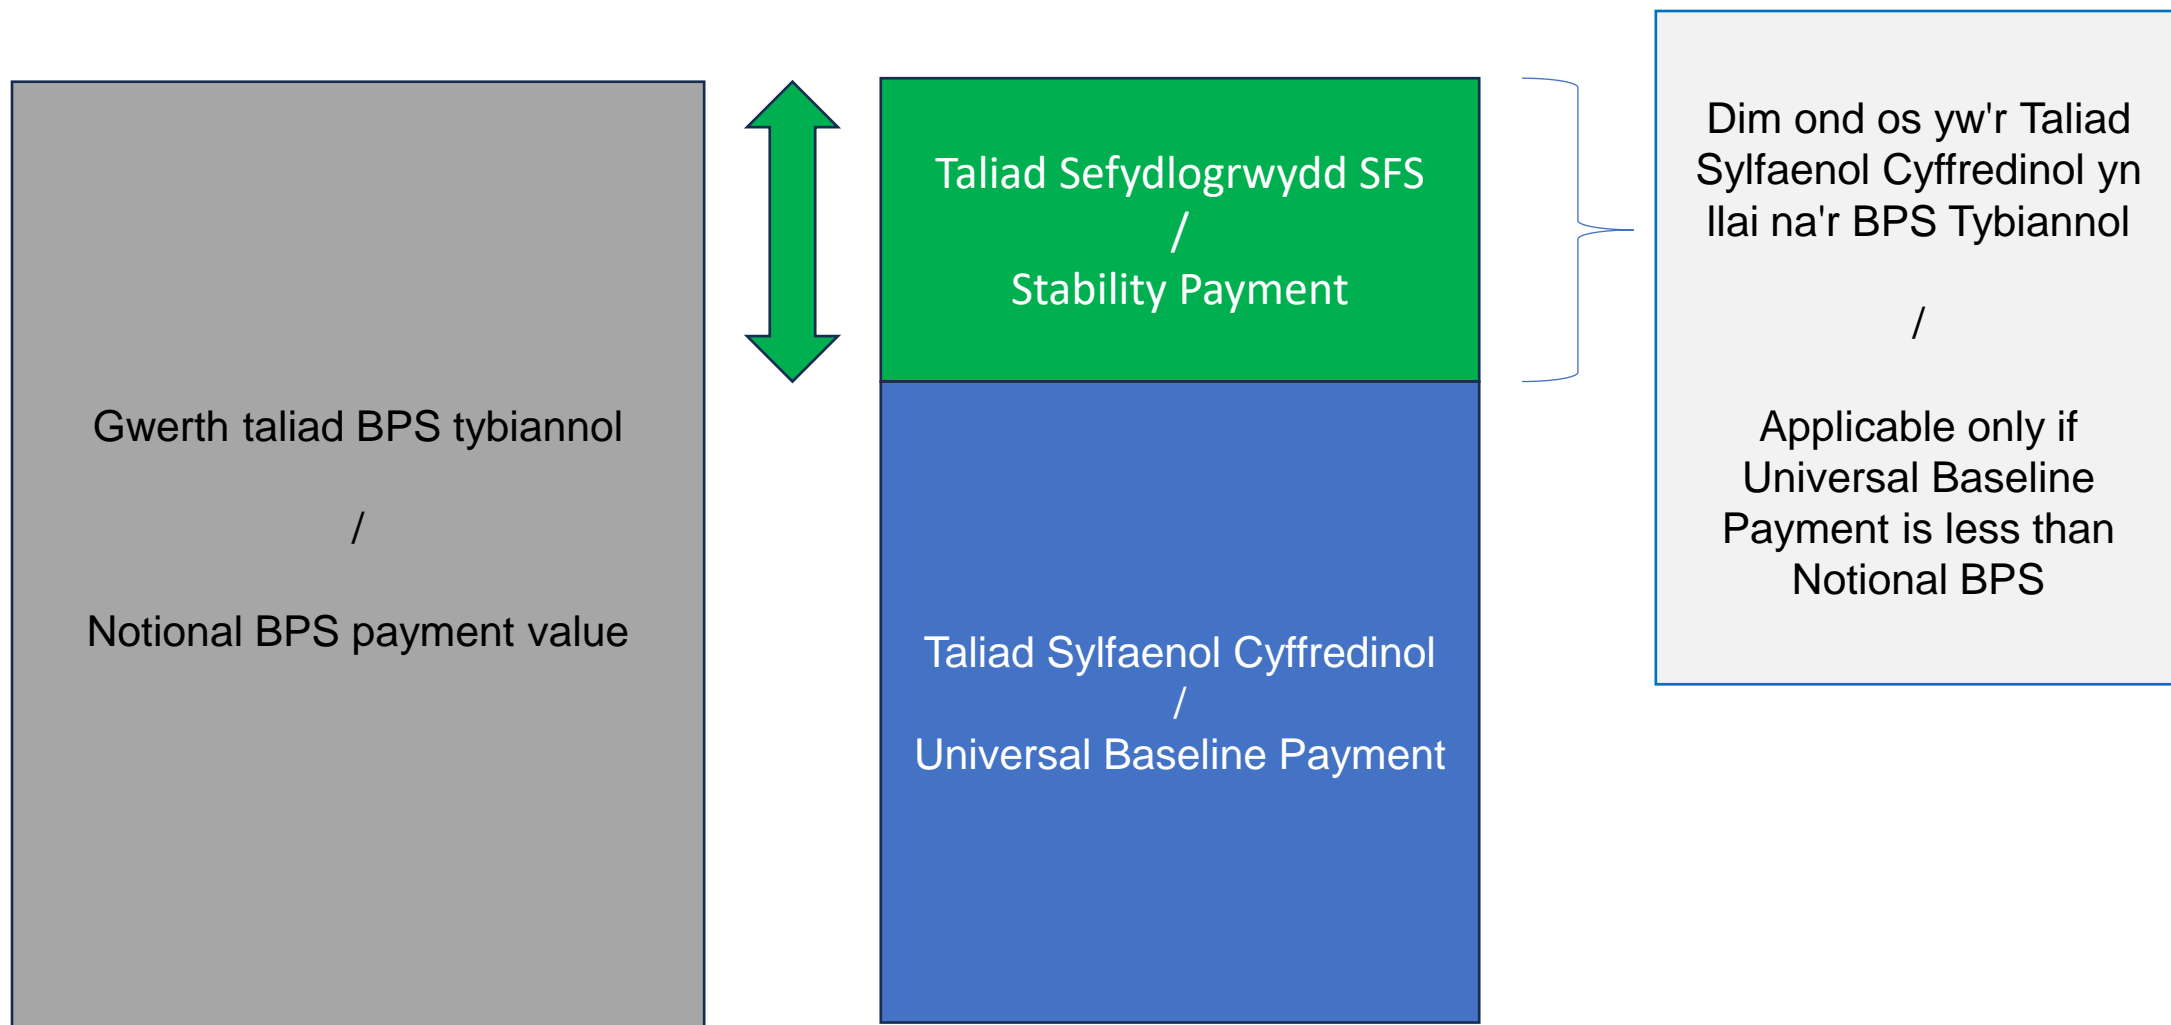 Gwerth taliad BPS tybiannol
/
Notional BPS payment value
Taliad Sefydlogrwydd SFS
/
Stability Payment
Taliad Sylfaenol Cyffredinol
/
Universal Baseline Payment
Dim ond os yw'r Taliad
Sylfaenol Cyffredinol yn
llai na'r BPS Tybiannol
/
Applicable only if
Universal Baseline
Payment is less than
Notional BPS